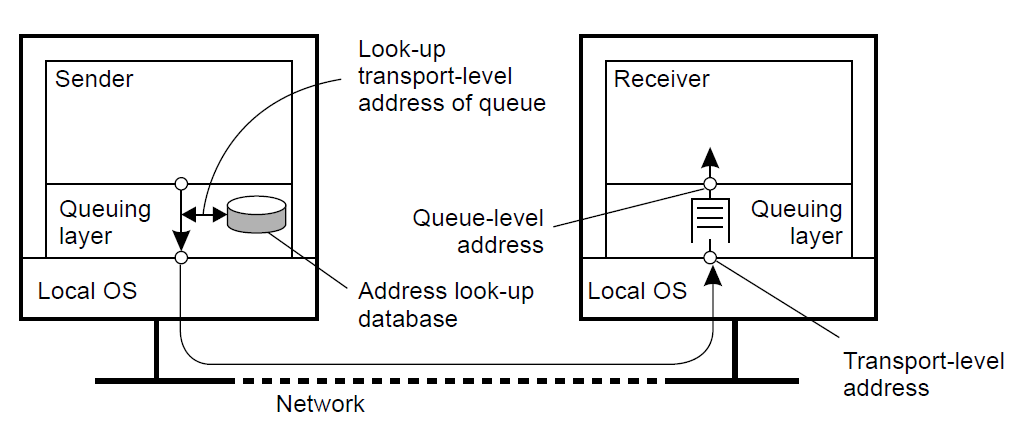 Look-up
transport-level
address of queue
Sender
Receiver
Queuing
layer
Queue-level
address
Queuing
layer
Local OS
Address look-up
database
Local OS
Transport-level
address
Network